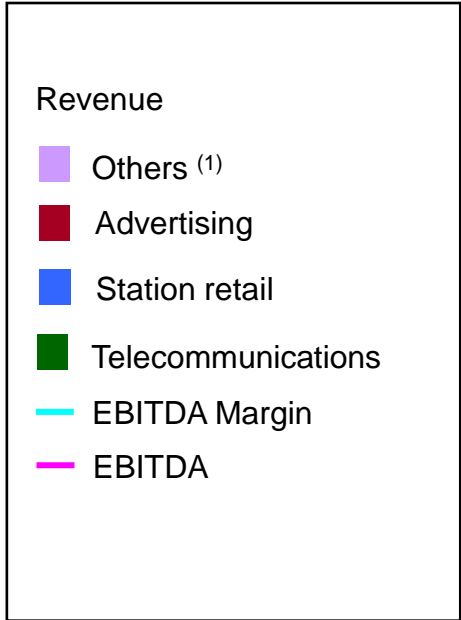 Revenue
Others (1)
Advertising
Station retail
Telecommunications
EBITDA Margin
EBITDA